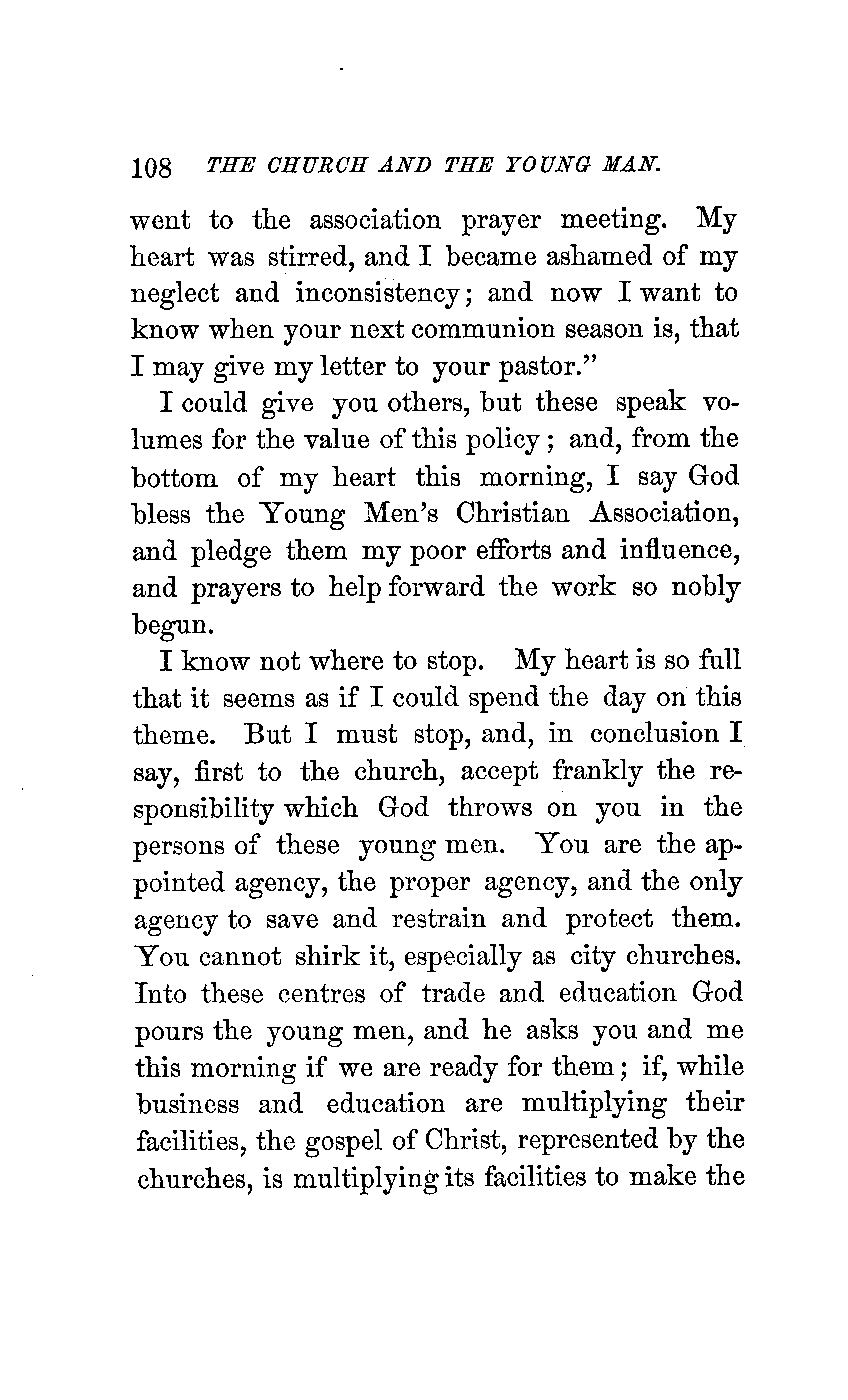 108 THE CHURCH AND THE YOUNG MAN.
went to the association prayer meeting. My
heart was stirred, and I became ashamed of my
neglect and inconsistency; and now I want to
know when your next communion season is, that
I may give my letter to your pastor."
I could give you others, but these speak vo-
lumes for the value of this policy; and, from the
bottom of my heart this morning, I say God
bless the Young Men's Christian Association,
and pledge them my poor efforts and influence,
and prayers to help forward the work so nobly
begun.
I know not where to stop. My heart is so full
that it seems as if I could spend the day on this
theme. But I must stop, and, in conclusion I
say, first to the church, accept frankly the re-
sponsibility which God throws on you in the
persons of these young men. You are the ap-
pointed agency, the proper agency, and the only
agency to save and restrain and protect them.
You cannot shirk it, especially as city churches.
Into these centres of trade and education God
pours the young men, and he asks you and me
this morning if we are ready for them; if, while
business and education are multiplying their
facilities, the gospel of Christ, represented by the
churches, is multiplying its facilities to make the